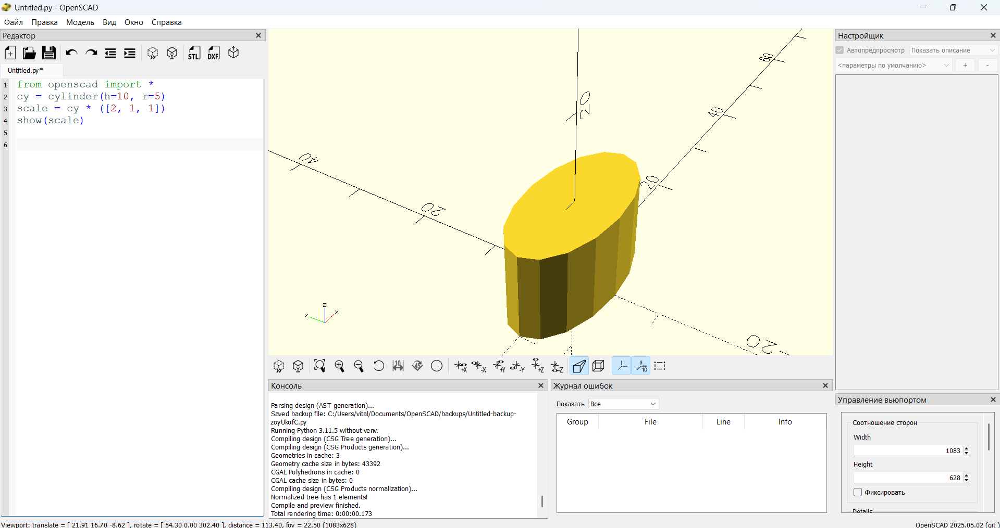 Untitled.py - OpenSCAD
Файл Правка Модель Вид Окно Справка
Редактор
STL DXF
Untitled.py*
1 from openscad import *
2 cy = cylinder(h=10, r=5)
3 scale = cy * ([2, 1, 1])
4 show(scale)
5
6
20
60
40
20
40
20
20
Z
Y
X
10 45 +X -X +Y -Y +Z -Z 10
Консоль
Parsing design (AST generation)...
Saved backup file: C:/Users/vital/Documents/OpenSCAD/backups/Untitled-backup-
zoyUkofC.py
Running Python 3.11.5 without venv.
Compiling design (CSG Tree generation)...
Compiling design (CSG Products generation)...
Geometries in cache: 3
Geometry cache size in bytes: 43392
CGAL Polyhedrons in cache: 0
CGAL cache size in bytes: 0
Compiling design (CSG Products normalization)...
Normalized tree has 1 elements!
Compile and preview finished.
Total rendering time: 0:00:00.173
Журнал ошибок
Показать Все
Group File Line Info
Настройщик
Автопредпросмотр Показать описание
<параметры по умолчанию> + -
Управление вьюпортом
Соотношение сторон
Width
1083
Height
628
Фиксировать
Details
Viewport: translate = [ 21.91 16.70 -8.62 ], rotate = [ 54.30 0.00 302.40 ], distance = 113.40, fov = 22.50 (1083x628)
OpenSCAD 2025.05.02 (git )